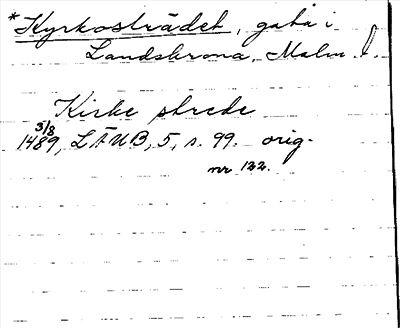 *Kyrkosträdet, gata i
Landskrona, Malm. l.
Kirke strede
3/8
1489, LÄUB, 5, s. 99. orig.
nr 122.